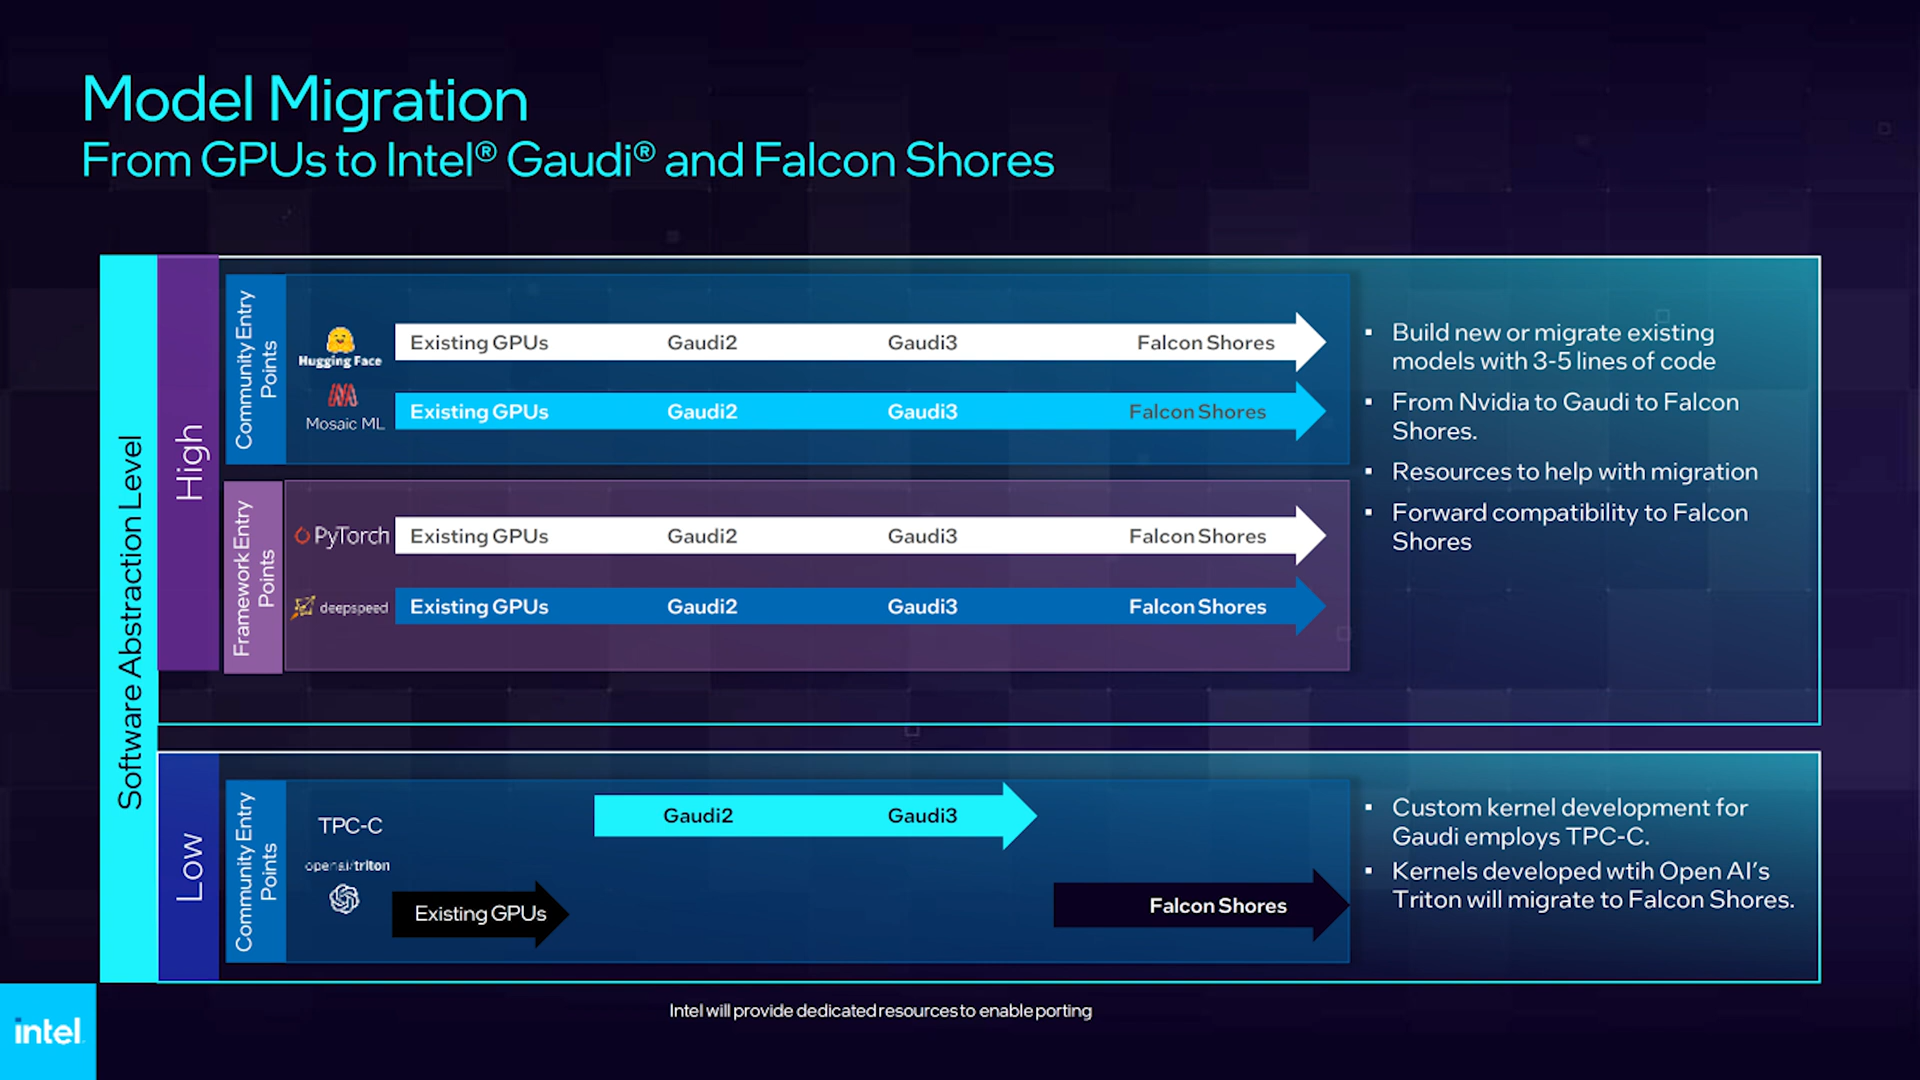 Model Migration
From GPUs to Intel® Gaudi® and Falcon Shores
Software Abstraction Level
High
Community Entry
Points
Hugging Face
Existing GPUs Gaudi2 Gaudi3 Falcon Shores
Mosaic ML
Existing GPUs Gaudi2 Gaudi3 Falcon Shores
Framework Entry
Points
PyTorch
Existing GPUs Gaudi2 Gaudi3 Falcon Shores
deepspeed
Existing GPUs Gaudi2 Gaudi3 Falcon Shores
▪ Build new or migrate existing
models with 3-5 lines of code
▪ From Nvidia to Gaudi to Falcon
Shores.
▪ Resources to help with migration
▪ Forward compatibility to Falcon
Shores
Low
Community Entry
Points
TPC-C
Gaudi2 Gaudi3
openai/triton
Existing GPUs
Falcon Shores
▪ Custom kernel development for
Gaudi employs TPC-C.
▪ Kernels developed wtih Open AI's
Triton will migrate to Falcon Shores.
intel
Intel will provide dedicated resources to enable porting